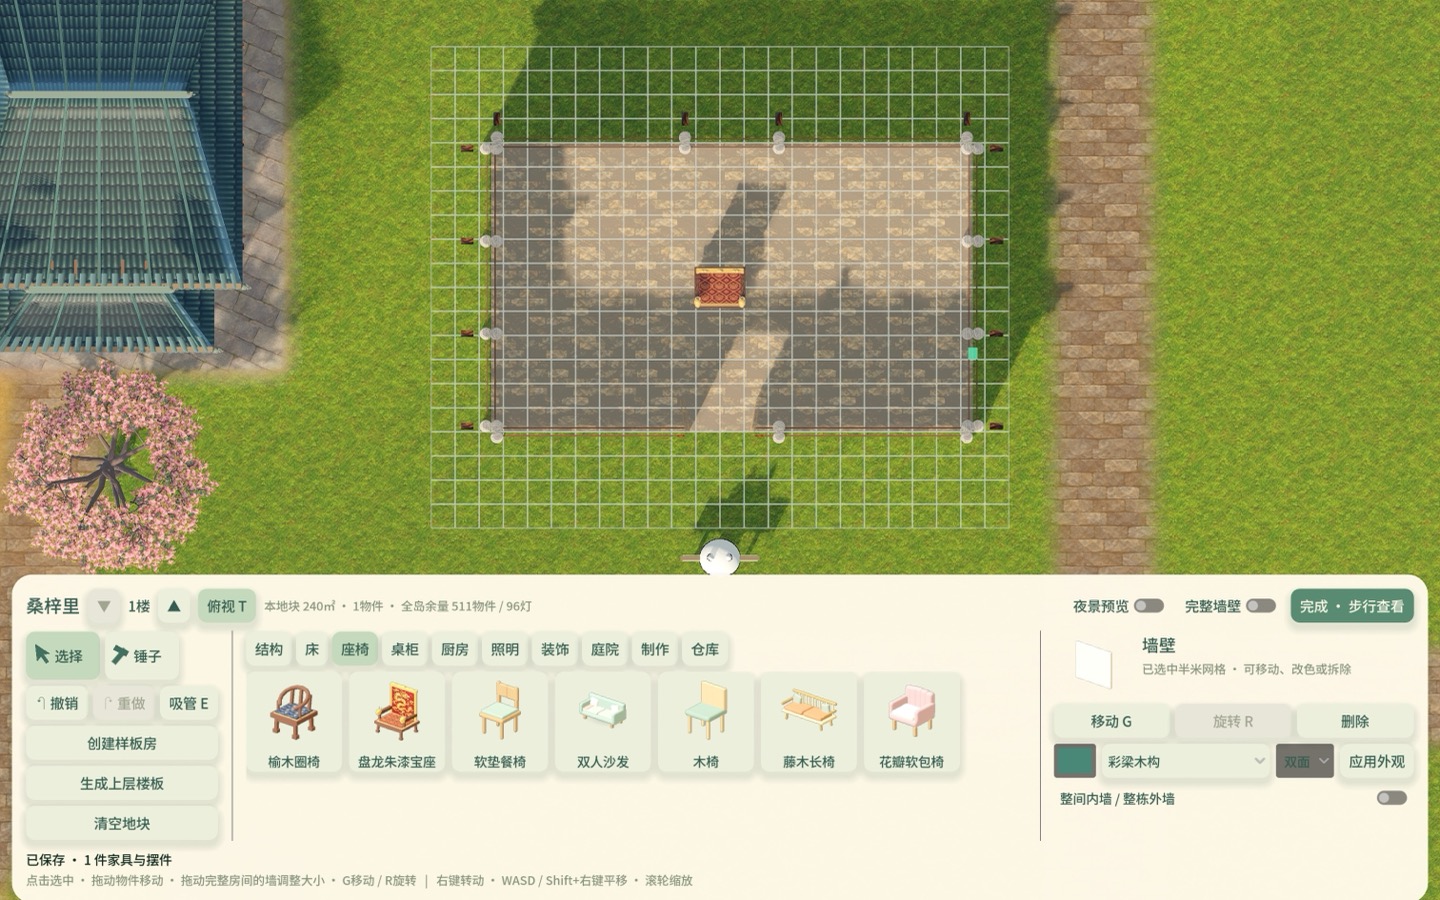 桑梓里
1楼
俯视 T
本地块 240㎡ · 1物件 · 全岛余量 511物件 / 96灯
夜景预览
完整墙壁
完成 · 步行查看
选择
锤子
撤销
重做
吸管 E
创建样板房
生成上层楼板
清空地块
结构
床
座椅
桌柜
厨房
照明
装饰
庭院
制作
仓库
榆木圈椅
盘龙朱漆宝座
软垫餐椅
双人沙发
木椅
藤木长椅
花瓣软包椅
墙壁
已选中半米网格 · 可移动、改色或拆除
移动 G
旋转 R
删除
彩梁木构
双面
应用外观
整间内墙 / 整栋外墙
已保存 · 1 件家具与摆件
点击选中 · 拖动物件移动 · 拖动完整房间的墙调整大小 · G移动 / R旋转 | 右键转动 · WASD / Shift+右键平移 · 滚轮缩放